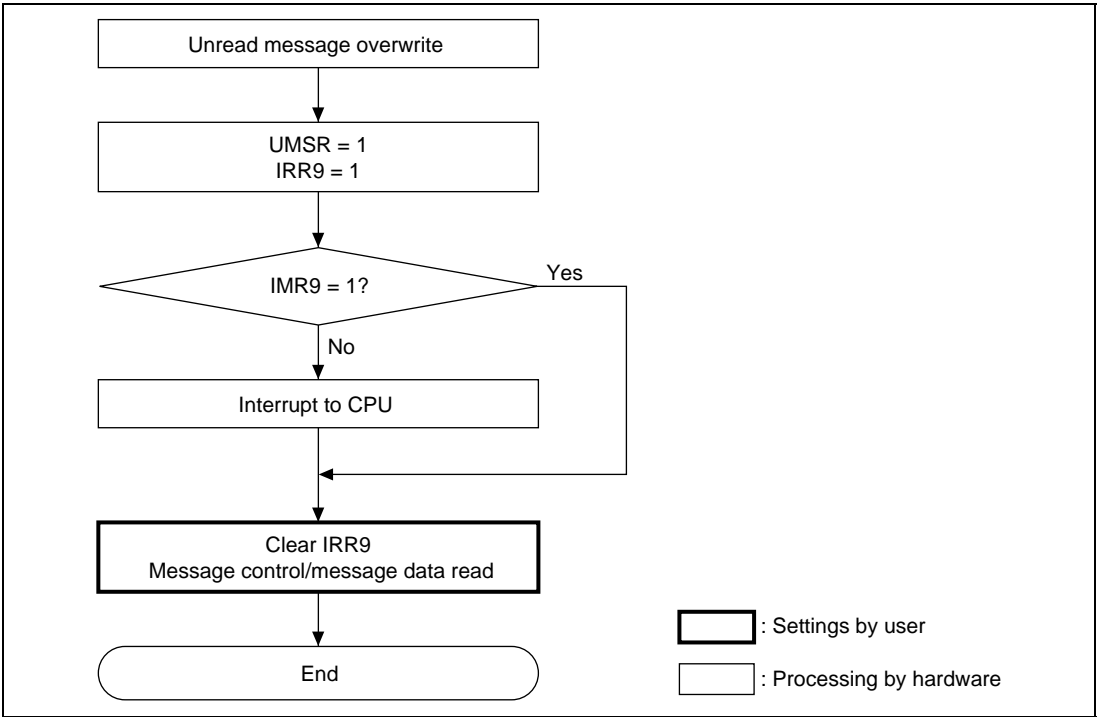 Unread message overwrite
UMSR = 1
IRR9 = 1
IMR9 = 1?
Yes
No
Interrupt to CPU
Clear IRR9
Message control/message data read
End
: Settings by user
: Processing by hardware